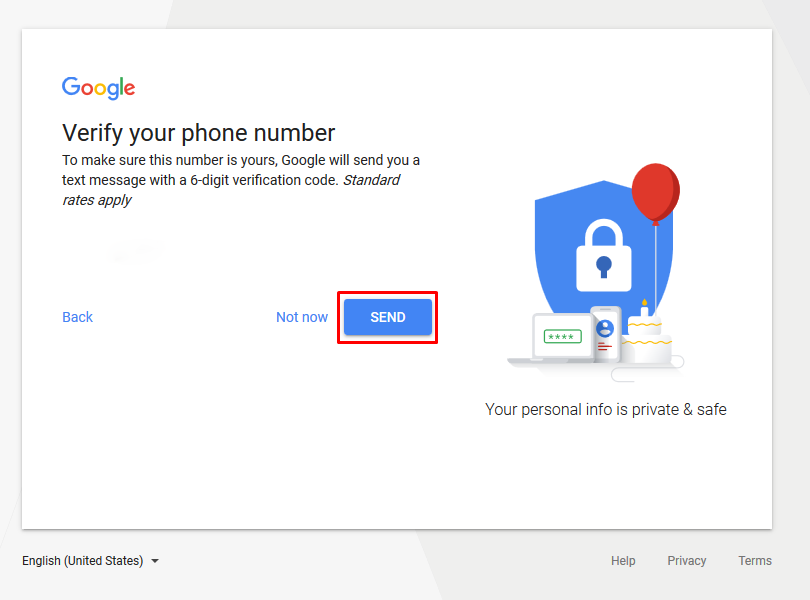 Google
Verify your phone number
To make sure this number is yours, Google will send you a
text message with a 6-digit verification code. Standard
rates apply
Back
Not now
SEND
****
Your personal info is private & safe
English (United States)
Help
Privacy
Terms